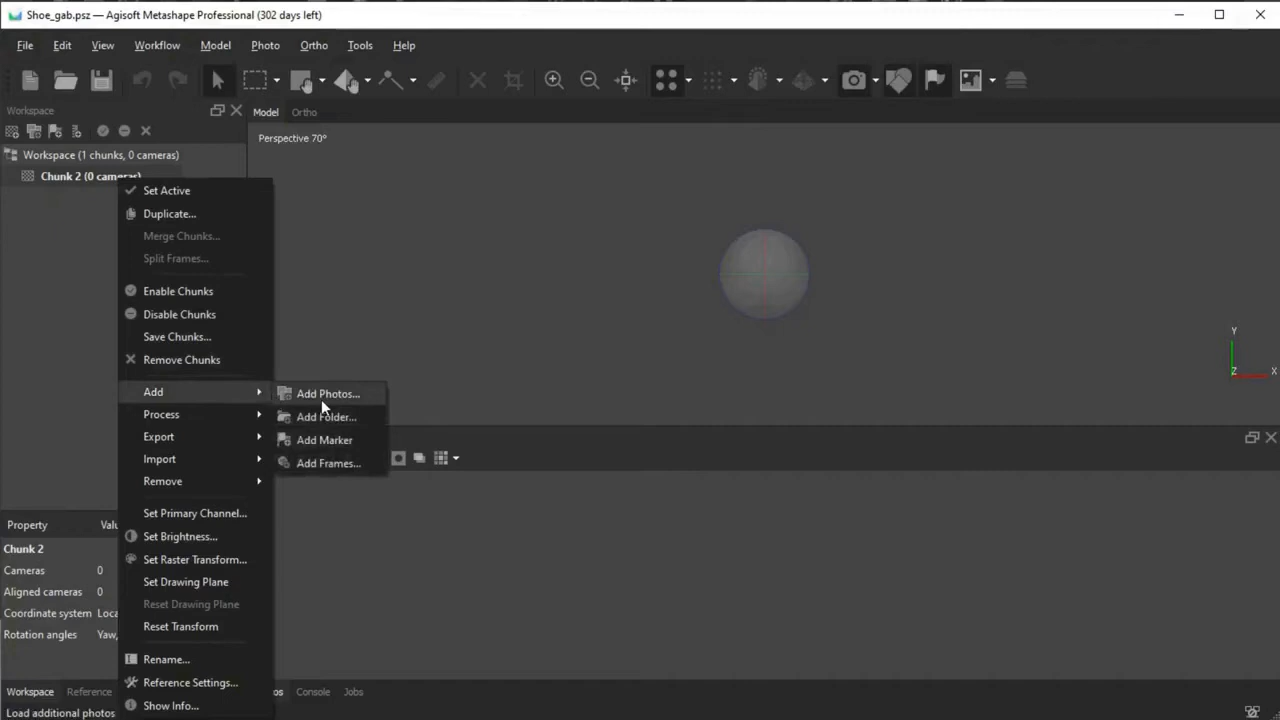 Shoe_gab.psz — Agisoft Metashape Professional (302 days left)
File Edit View Workflow Model Photo Ortho Tools Help
Workspace
Model Ortho
Perspective 70°
Workspace (1 chunks, 0 cameras)
Chunk 2 (0 cameras)
Set Active
Duplicate...
Merge Chunks...
Split Frames...
Enable Chunks
Disable Chunks
Save Chunks...
Remove Chunks
Add
Process
Export
Import
Remove
Set Primary Channel...
Set Brightness...
Set Raster Transform...
Set Drawing Plane
Reset Drawing Plane
Reset Transform
Rename...
Reference Settings...
Show Info...
Add Photos...
Add Folder...
Add Marker
Add Frames...
Y
Z X
Property
Chunk 2
Cameras 0
Aligned cameras 0
Coordinate system
Rotation angles Yaw,
Workspace Reference Console Jobs
Load additional photos